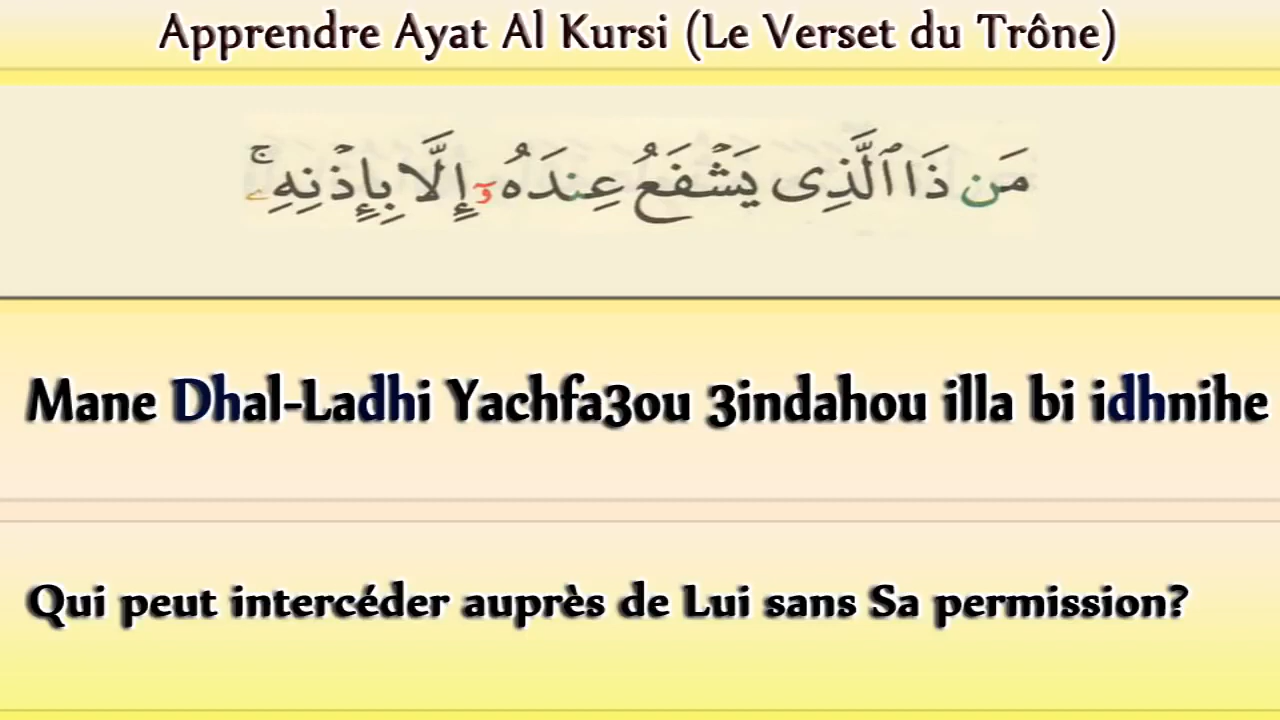 Apprendre Ayat Al Kursi (Le Verset du Trône)
مَن ذَا ٱلَّذِى يَشْفَعُ عِندَهُۥٓ إِلَّا بِإِذْنِهِۦ ۚ
Mane Dhal-Ladhi Yachfa3ou 3indahou illa bi idhnihe
Qui peut intercéder auprès de Lui sans Sa permission?